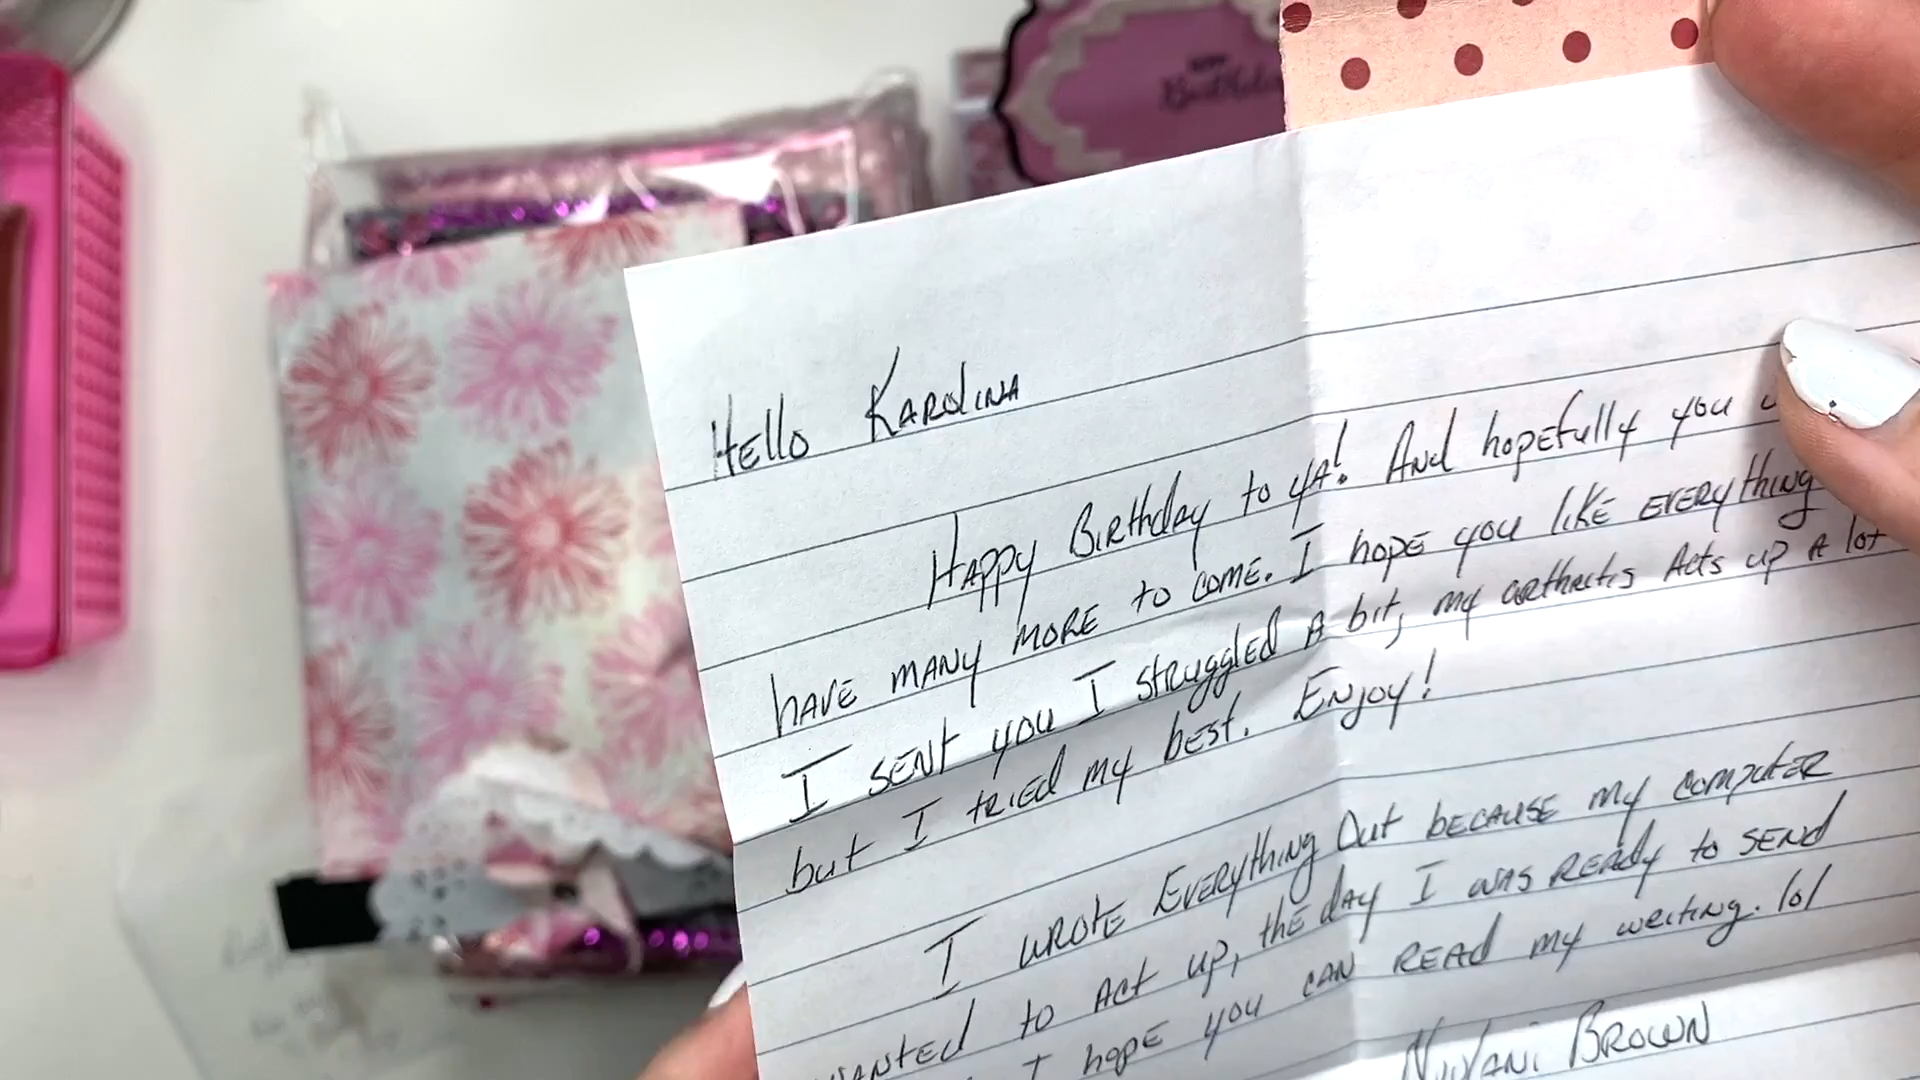 Birthday
Hello Karolina
Happy Birthday to ya! And hopefully you
have many more to come. I hope you like everything
I sent you I struggled a bit, my arthrects acts up a lot
but I tried my best. Enjoy!
I wrote everything out because my computer
wanted to act up, the day I was ready to send
I hope you can read my writing. lol
Brown